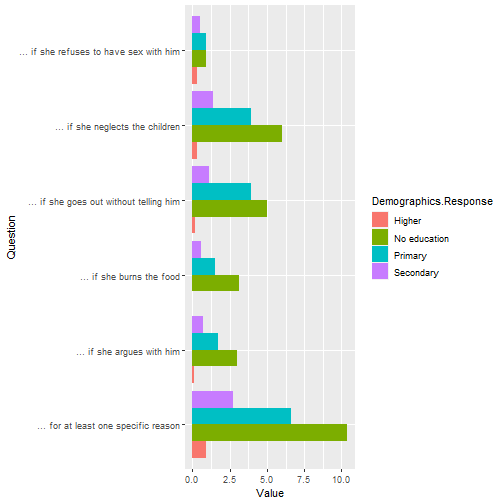 ... if she refuses to have sex with him
... if she neglects the children
... if she goes out without telling him
... if she burns the food
... if she argues with him
... for at least one specific reason
Question
0.0 2.5 5.0 7.5 10.0
Value
Demographics.Response
Higher
No education
Primary
Secondary